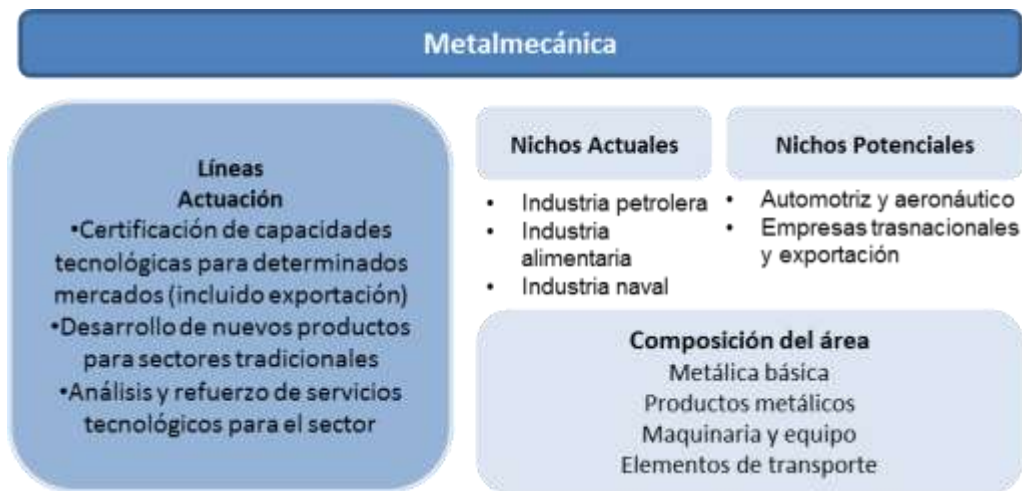 Metalmecánica
Líneas
Actuación
•Certificación de capacidades
tecnológicas para determinados
mercados (incluido exportación)
•Desarrollo de nuevos productos
para sectores tradicionales
•Análisis y refuerzo de servicios
tecnológicos para el sector
Nichos Actuales
• Industria petrolera
• Industria
alimentaria
• Industria naval
Nichos Potenciales
• Automotriz y aeronáutico
• Empresas trasnacionales
y exportación
Composición del área
Metálica básica
Productos metálicos
Maquinaria y equipo
Elementos de transporte